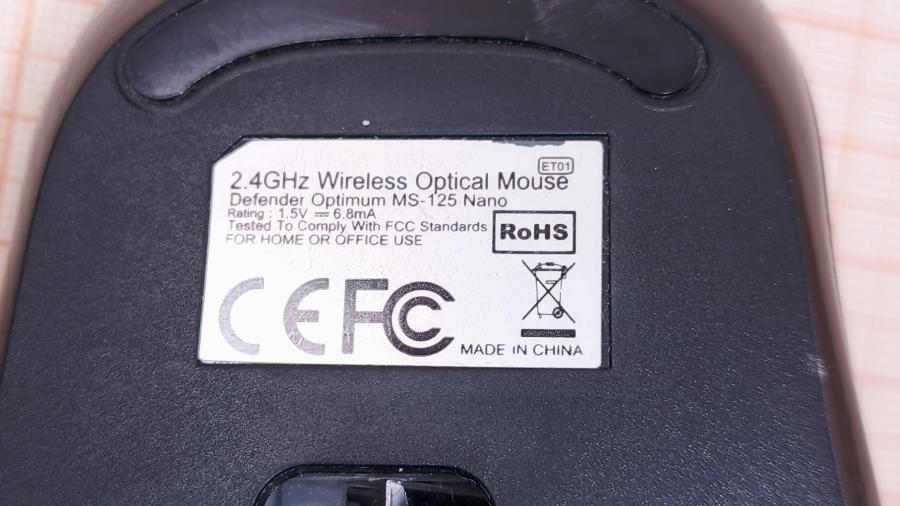 ET01
2.4GHz Wireless Optical Mouse
Defender Optimum MS-125 Nano
Rating : 1.5V ⎓ 6.8mA
Tested To Comply With FCC Standards
FOR HOME OR OFFICE USE
RoHS
CE FC
MADE IN CHINA